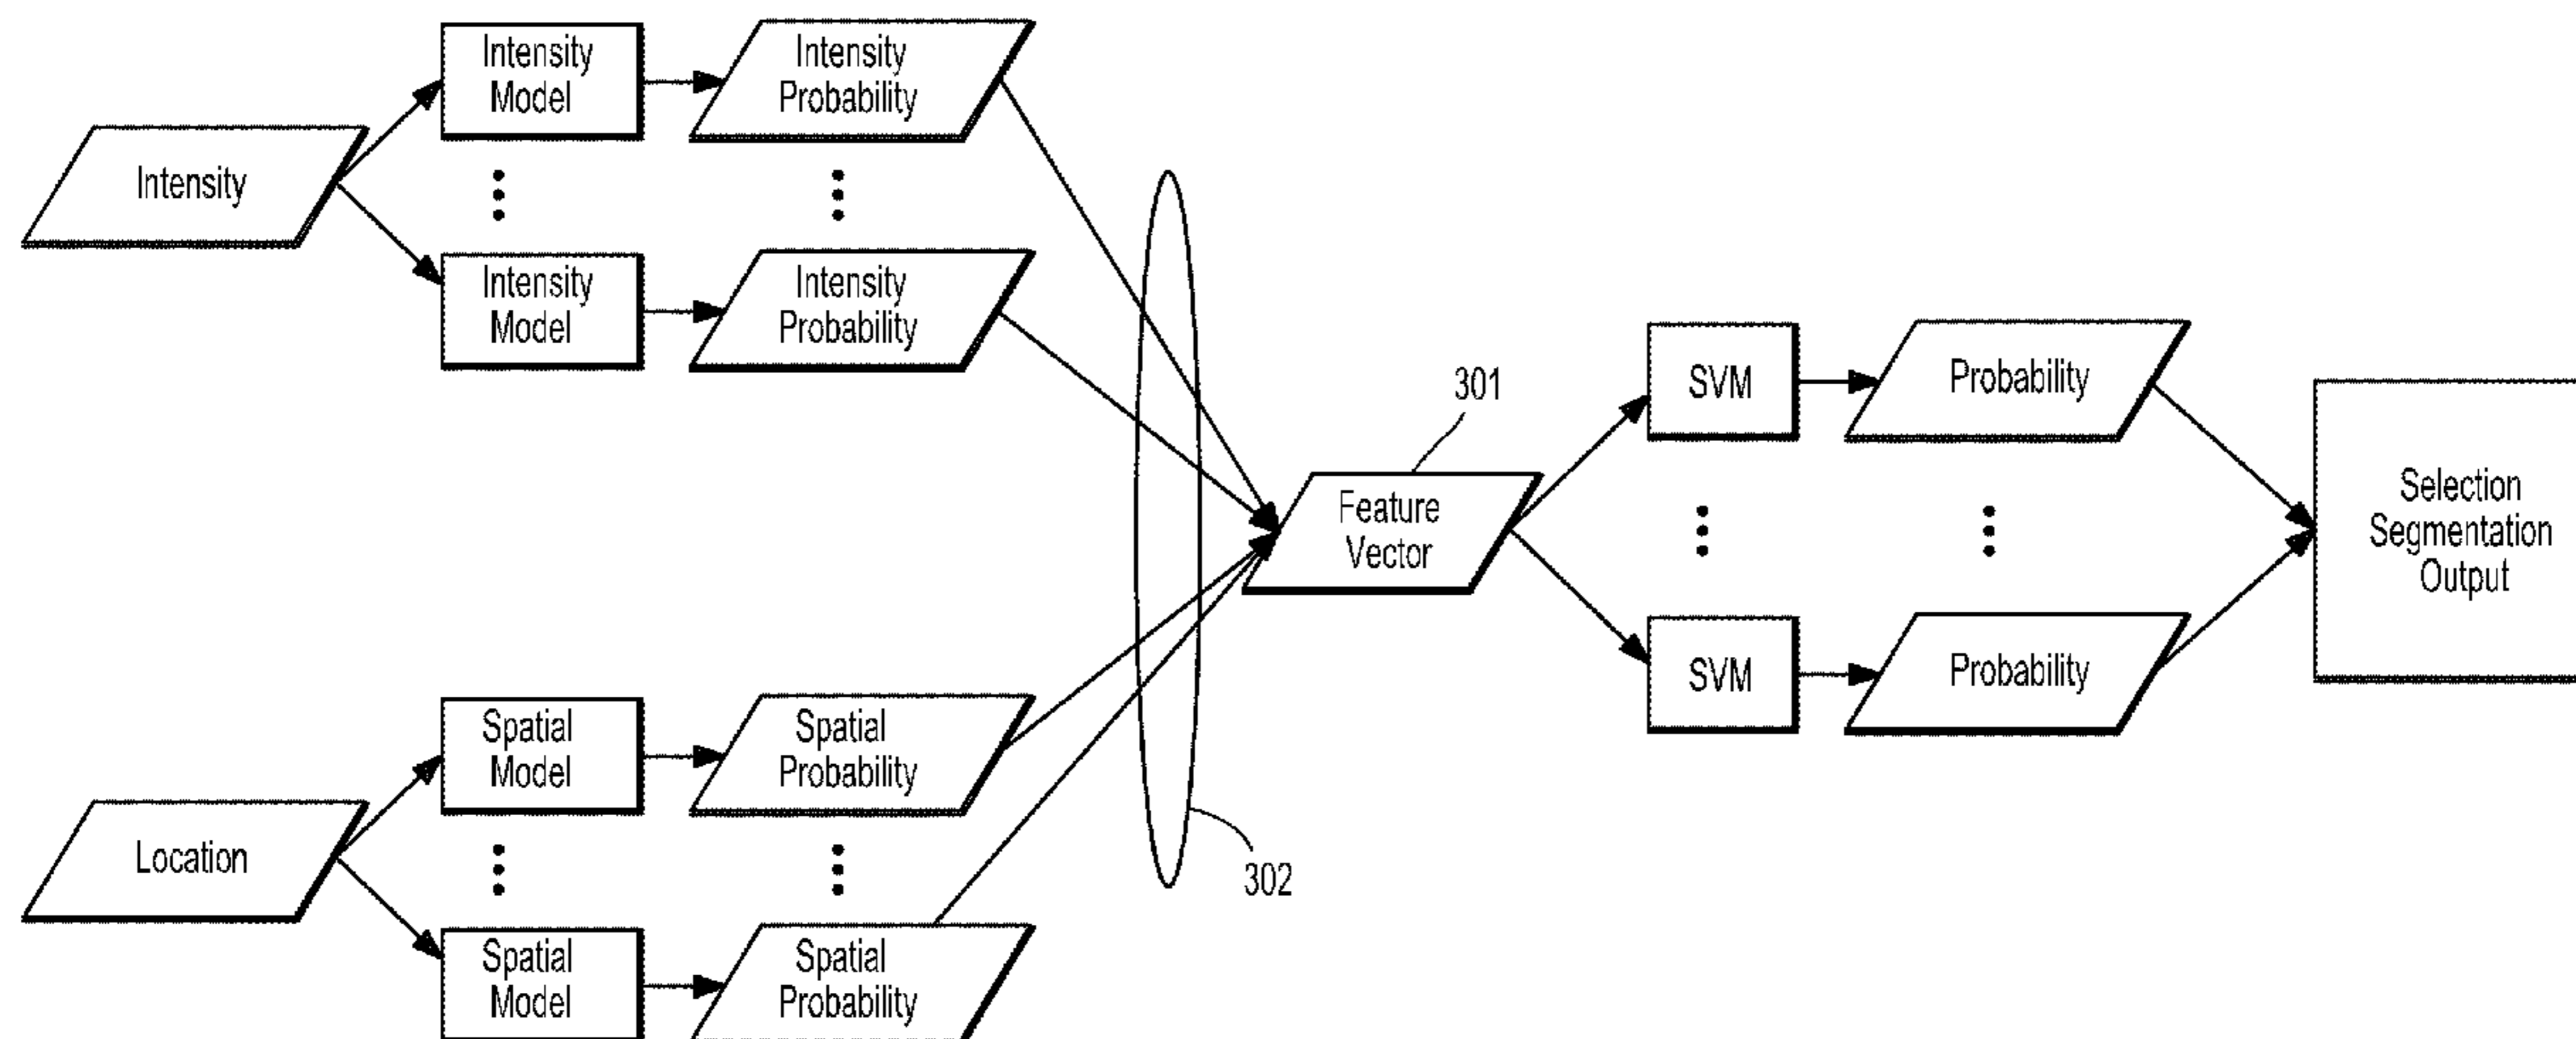 Intensity
Intensity
Model
Intensity
Probability
Intensity
Model
Intensity
Probability
Location
Spatial
Model
Spatial
Probability
Spatial
Model
Spatial
Probability
302
301
Feature
Vector
SVM
Probability
SVM
Probability
Selection
Segmentation
Output